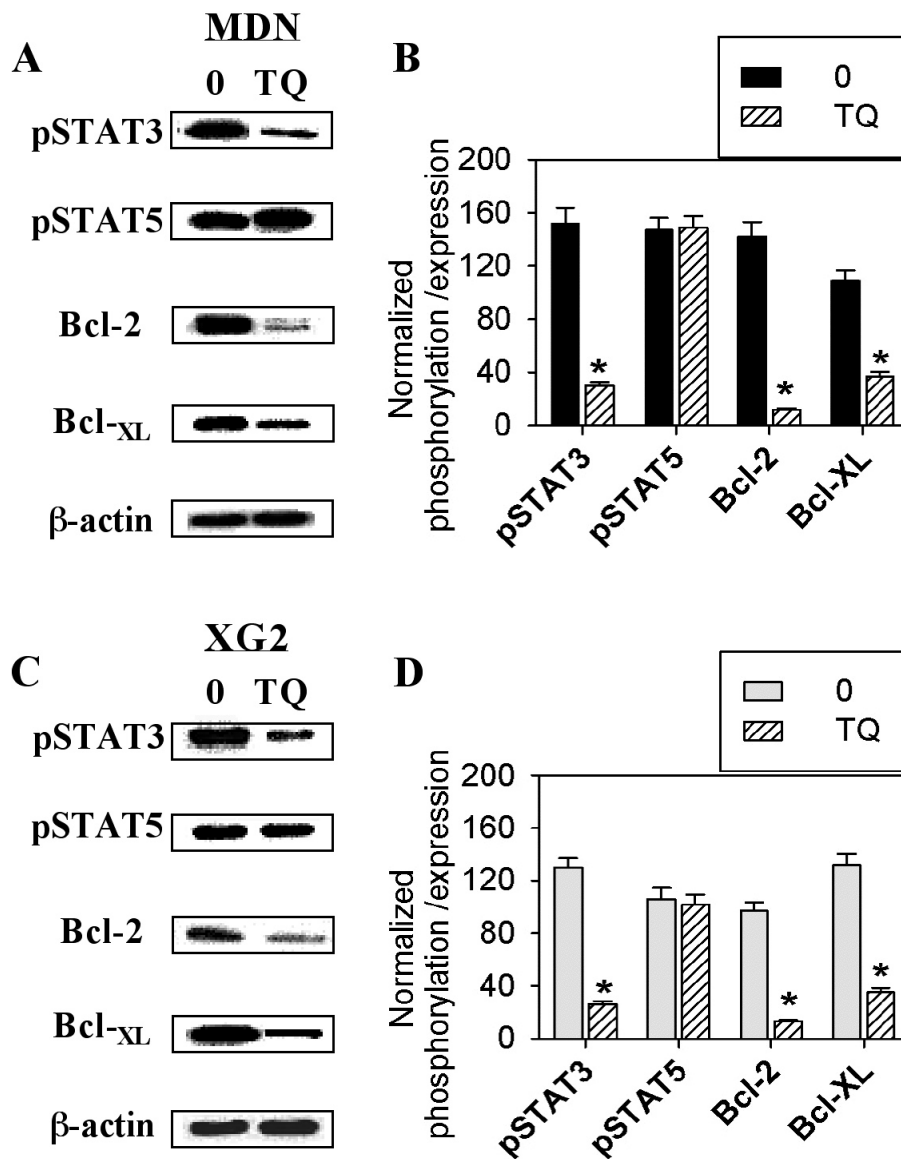 A
MDN
0 TQ
pSTAT3
pSTAT5
Bcl-2
Bcl-XL
β-actin
B
0
TQ
Normalized
phosphorylation /expression
200
160
120
80
40
0
*
*
*
pSTAT3
pSTAT5
Bcl-2
Bcl-XL
C
XG2
0 TQ
pSTAT3
pSTAT5
Bcl-2
Bcl-XL
β-actin
D
0
TQ
Normalized
phosphorylation /expression
200
160
120
80
40
0
*
*
*
pSTAT3
pSTAT5
Bcl-2
Bcl-XL